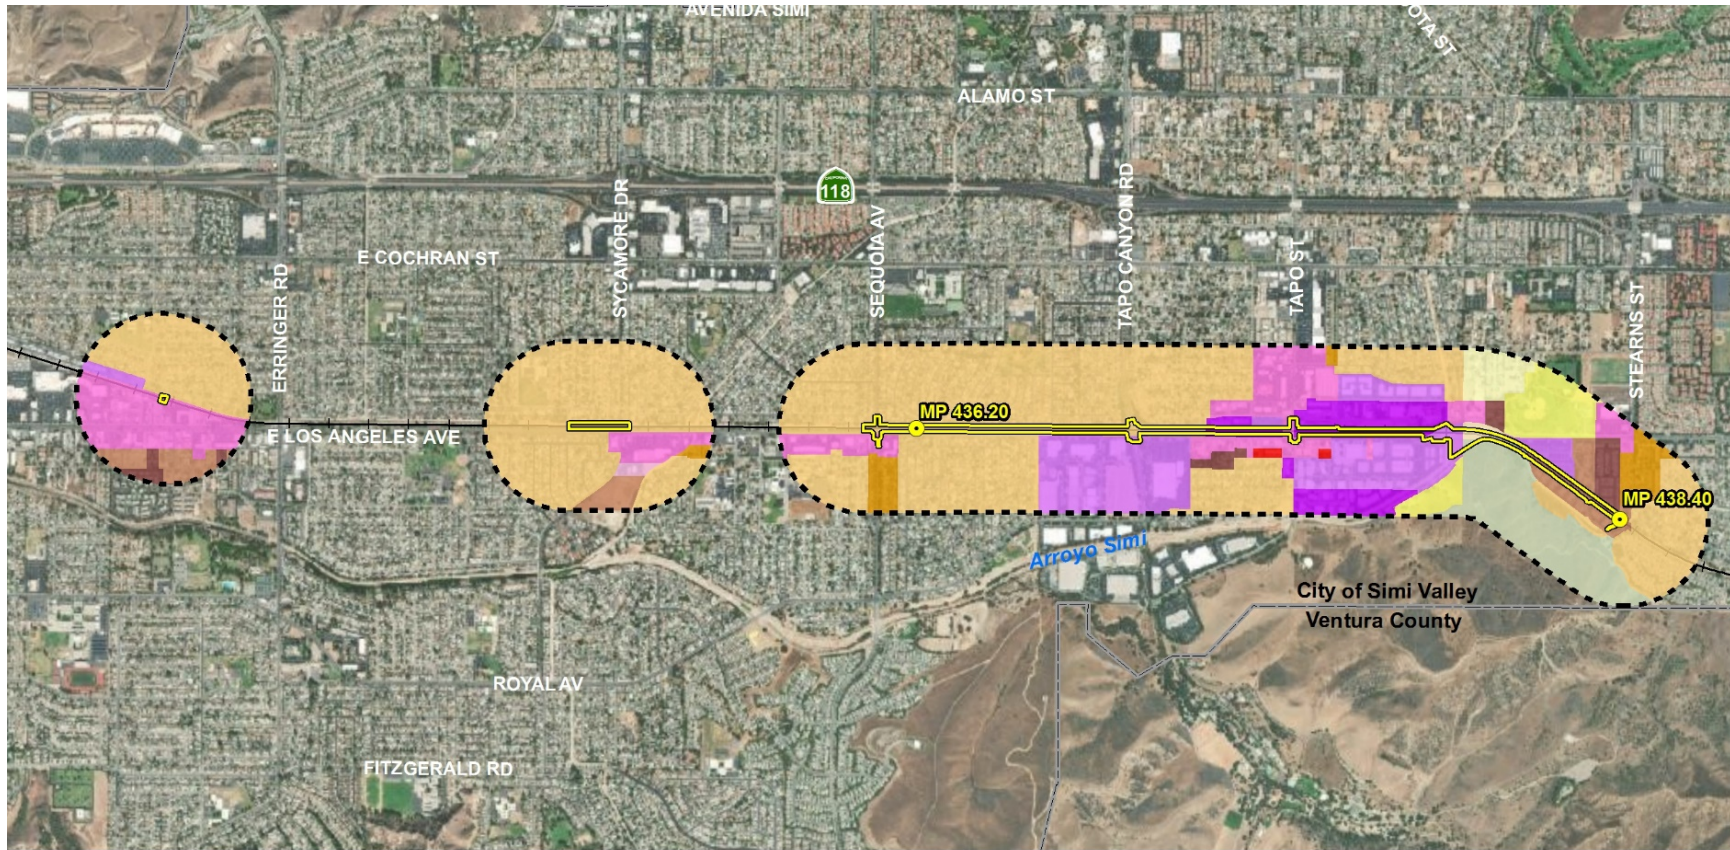 AVENIDA SIMI
ALAMO ST
118
E COCHRAN ST
SYCAMORE DR
SEQUOIA AV
TAPO CANYON RD
TAPO ST
ERRINGER RD
STEARNS ST
MP 436.20
E LOS ANGELES AVE
MP 438.40
Arroyo Simi
City of Simi Valley
Ventura County
ROYAL AV
FITZGERALD RD